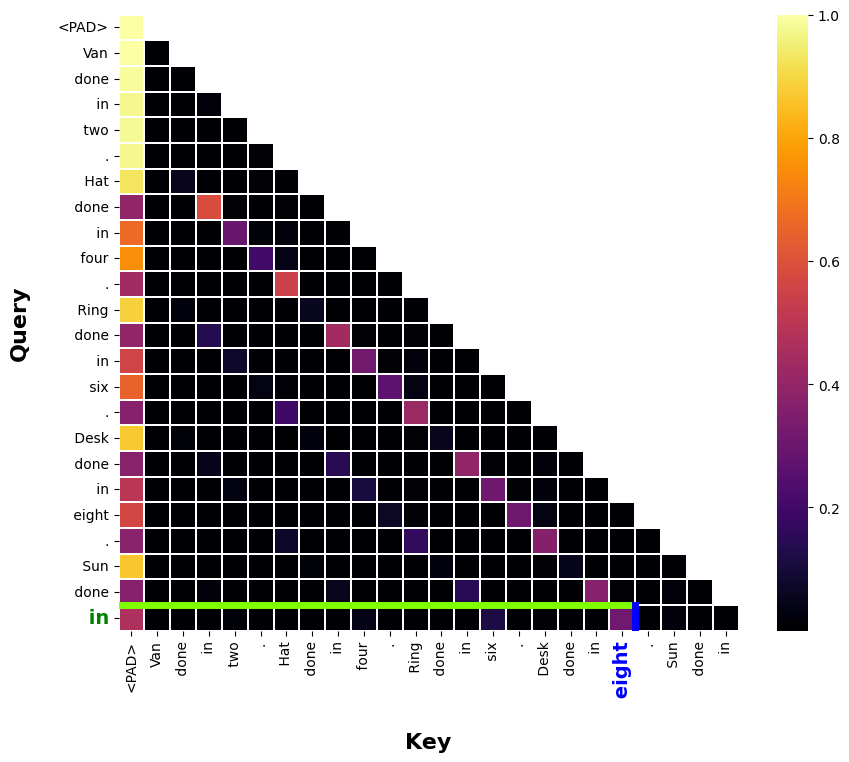 <PAD>
Van
done
in
two
.
Hat
done
in
four
.
Ring
done
in
six
.
Desk
done
in
eight
.
Sun
done
in
Query
<PAD>
Van
done
in
two
.
Hat
done
in
four
.
Ring
done
in
six
.
Desk
done
in
eight
.
Sun
done
in
Key
1.0
0.8
0.6
0.4
0.2